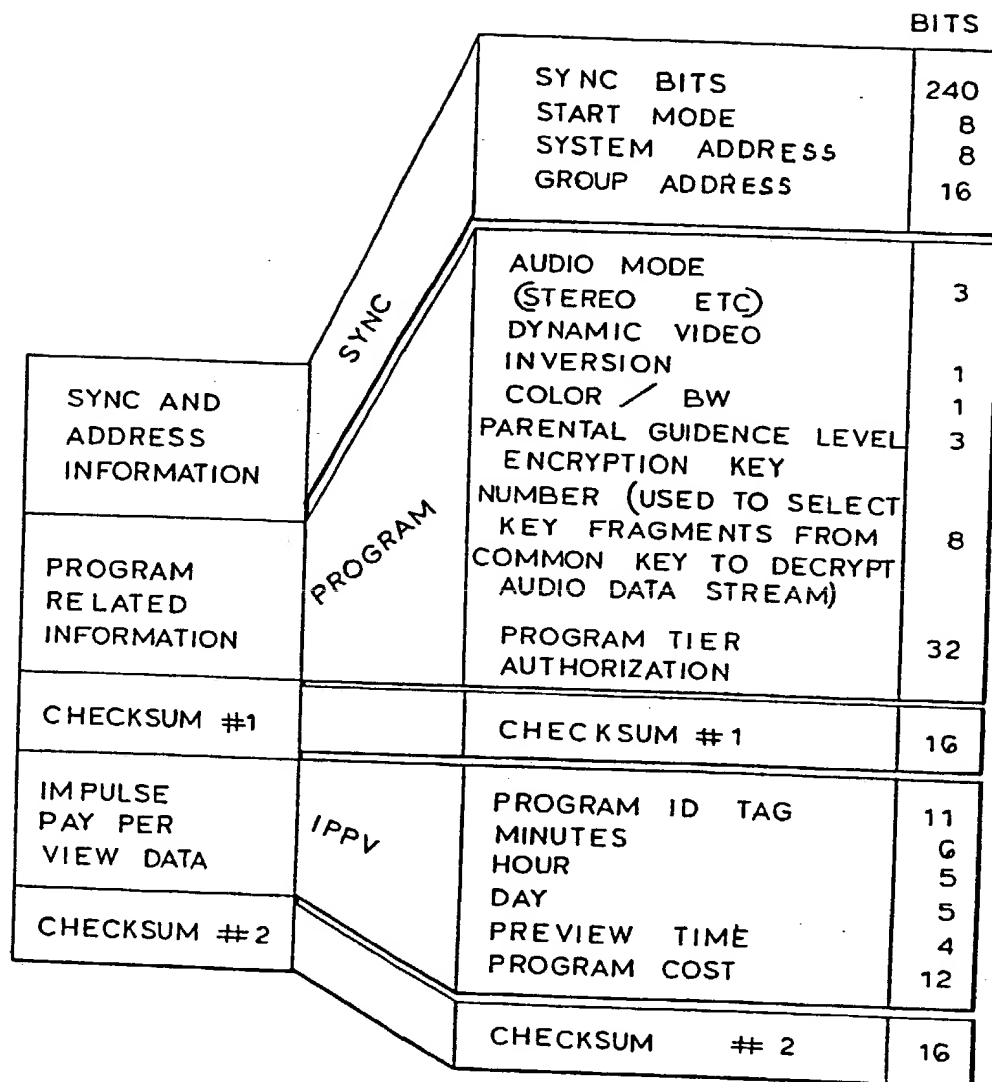 BITS
SYNC BITS 240
START MODE 8
SYSTEM ADDRESS 8
GROUP ADDRESS 16
SYNC
AUDIO MODE
(STEREO ETC) 3
DYNAMIC VIDEO
INVERSION 1
COLOR / BW 1
PARENTAL GUIDENCE LEVEL 3
ENCRYPTION KEY
NUMBER (USED TO SELECT
KEY FRAGMENTS FROM 8
COMMON KEY TO DECRYPT
AUDIO DATA STREAM)
PROGRAM TIER 32
AUTHORIZATION
PROGRAM
SYNC AND
ADDRESS
INFORMATION
PROGRAM
RELATED
INFORMATION
CHECKSUM #1
CHECKSUM #1 16
IMPULSE
PAY PER
VIEW DATA
IPPV
PROGRAM ID TAG 11
MINUTES 6
HOUR 5
DAY 5
PREVIEW TIME 4
PROGRAM COST 12
CHECKSUM #2
CHECKSUM # 2 16